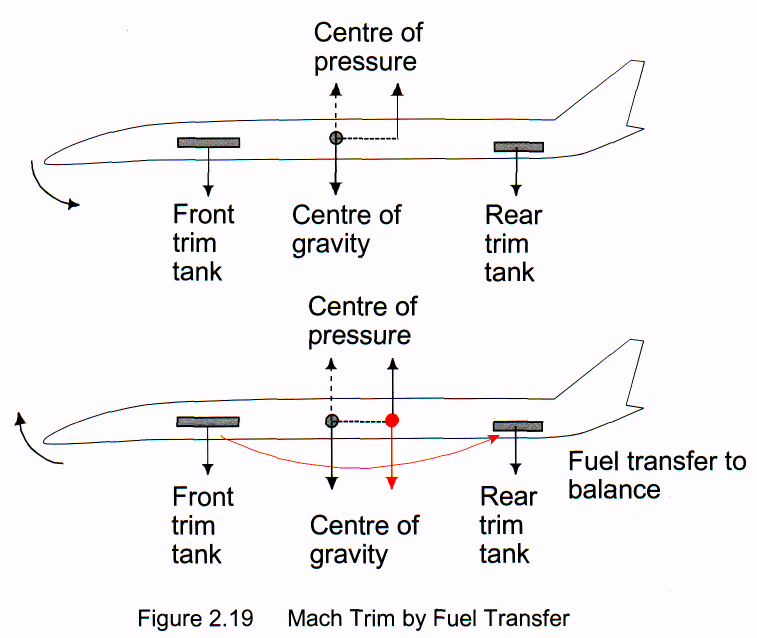 Centre of
pressure
Front
trim
tank
Centre of
gravity
Rear
trim
tank
Centre of
pressure
Front
trim
tank
Centre of
gravity
Rear
trim
tank
Fuel transfer to
balance
Figure 2.19 Mach Trim by Fuel Transfer